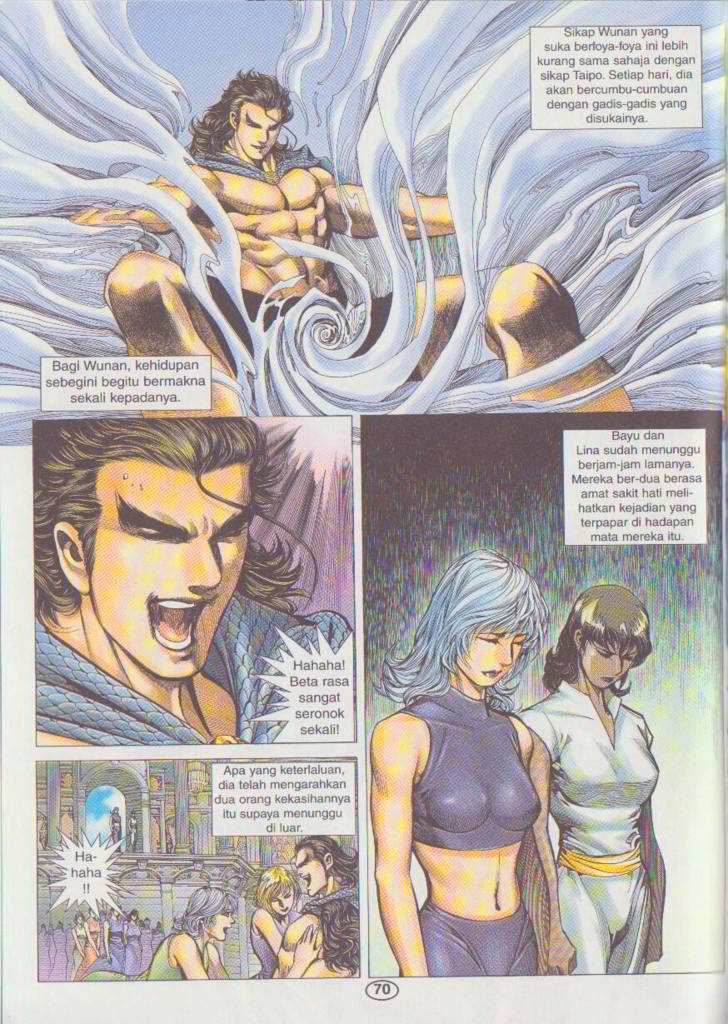 Sikap Wunan yang
suka berfoya-foya ini lebih
kurang sama sahaja dengan
sikap Taipo. Setiap hari, dia
akan bercumbu-cumbuan
dengan gadis-gadis yang
disukainya.
Bagi Wunan, kehidupan
sebegini begitu bermakna
sekali kepadanya.
Hahaha!
Beta rasa
sangat
seronok
sekali!
Bayu dan
Lina sudah menunggu
berjam-jam lamanya.
Mereka ber-dua berasa
amat sakit hati meli-
hatkan kejadian yang
terpapar di hadapan
mata mereka itu.
Apa yang keterlaluan,
dia telah mengarahkan
dua orang kekasihannya
itu supaya menunggu
di luar.
Ha-
haha
!!
70